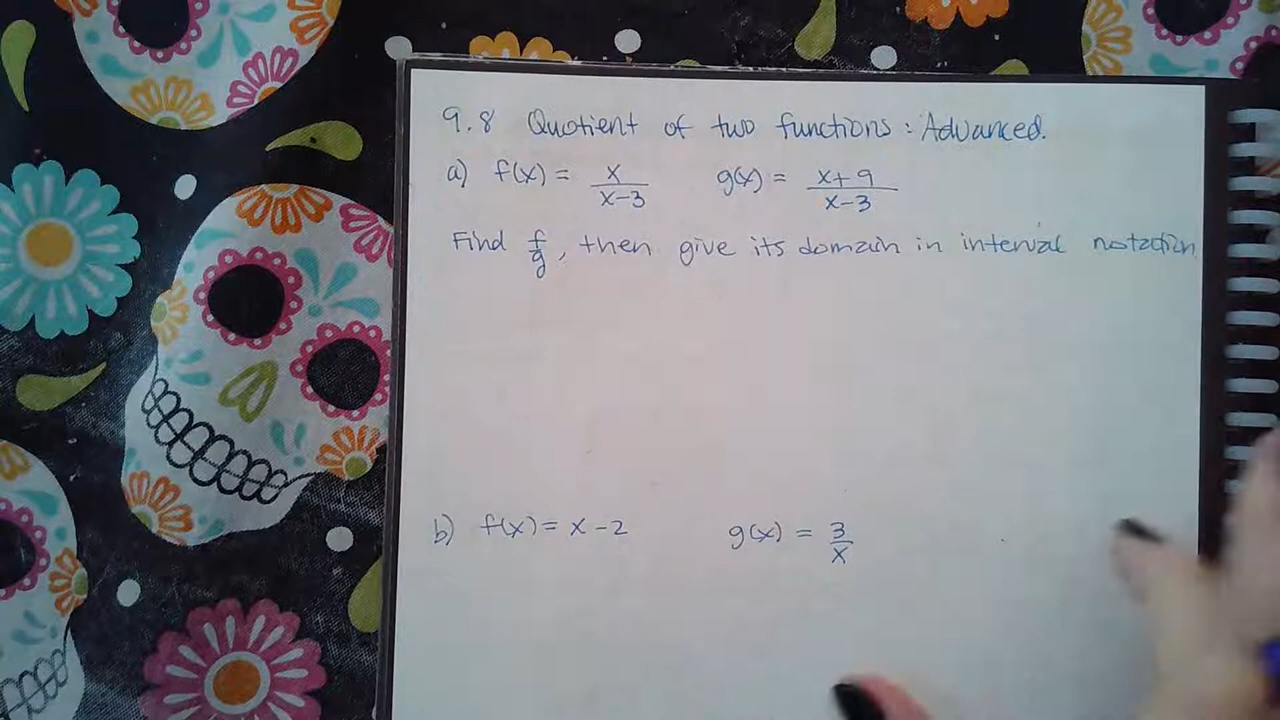 9.8 Quotient of two functions: Advanced.
a) f(x) = x/(x-3) g(x) = (x+9)/(x-3)
Find f/g, then give its domain in interval notation
b) f(x) = x-2 g(x) = 3/x